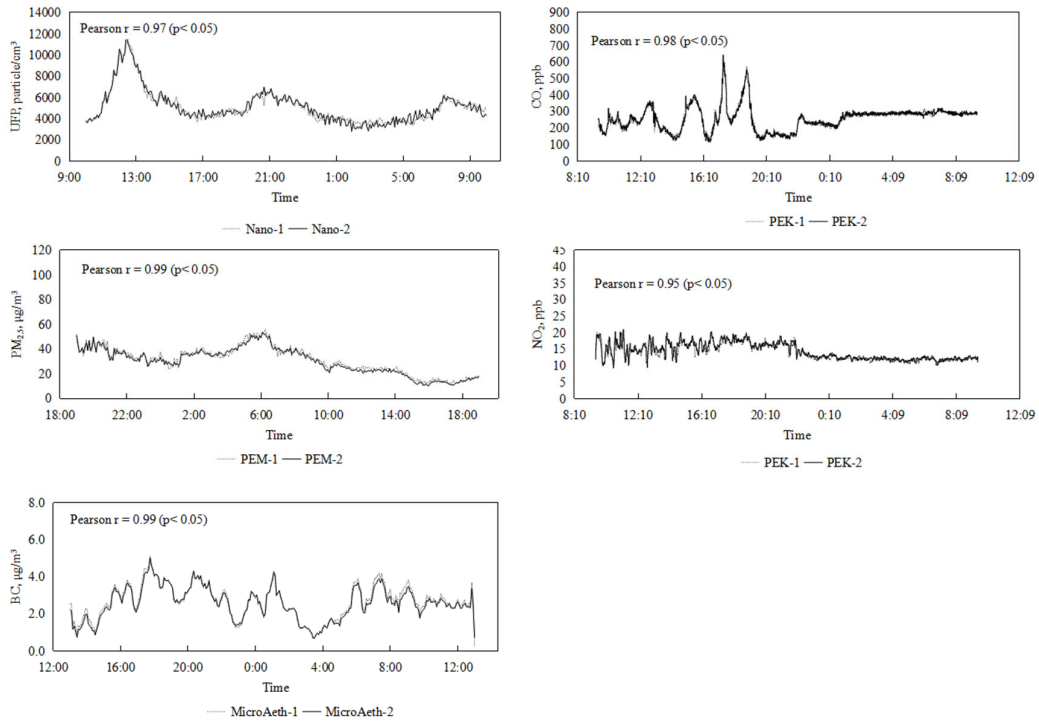 Pearson r = 0.97 (p< 0.05)
UFP, particle/cm³
14000
12000
10000
8000
6000
4000
2000
0
9:00 13:00 17:00 21:00 1:00 5:00 9:00
Time
Nano-1 Nano-2
Pearson r = 0.98 (p< 0.05)
CO, ppb
900
800
700
600
500
400
300
200
100
0
8:10 12:10 16:10 20:10 0:10 4:09 8:09 12:09
Time
PEK-1 PEK-2
Pearson r = 0.99 (p< 0.05)
PM₂.₅, µg/m³
120
100
80
60
40
20
0
18:00 22:00 2:00 6:00 10:00 14:00 18:00
Time
PEM-1 PEM-2
Pearson r = 0.95 (p< 0.05)
NO₂, ppb
45
40
35
30
25
20
15
10
5
0
8:10 12:10 16:10 20:10 0:10 4:09 8:09 12:09
Time
PEK-1 PEK-2
Pearson r = 0.99 (p< 0.05)
BC, µg/m³
8.0
6.0
4.0
2.0
0.0
12:00 16:00 20:00 0:00 4:00 8:00 12:00
Time
MicroAeth-1 MicroAeth-2